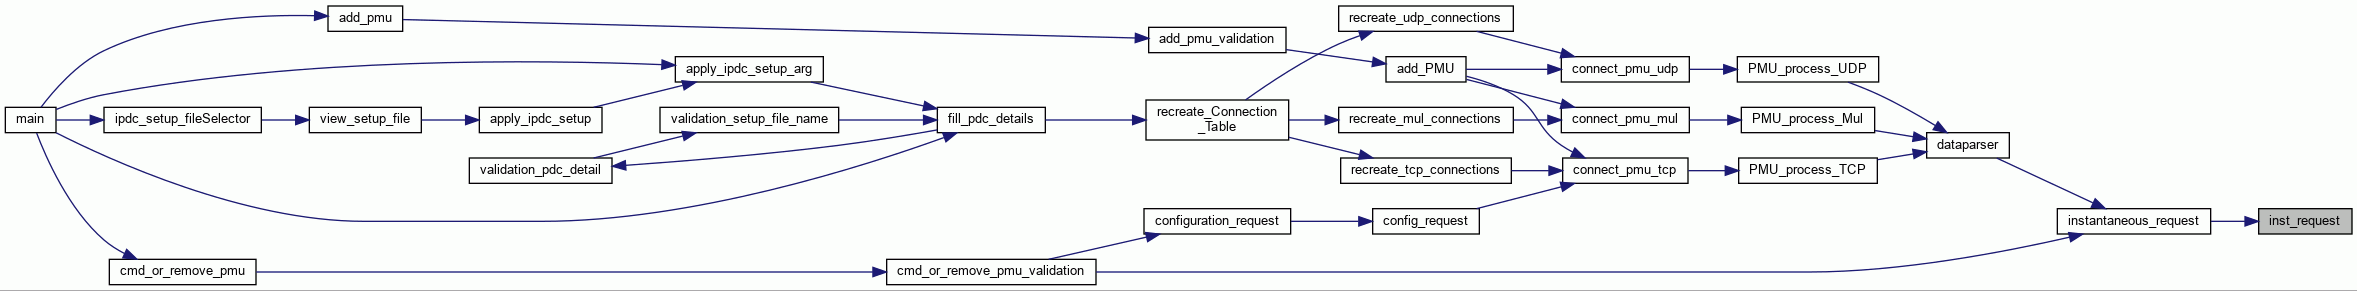 add_pmu
recreate_udp_connections
add_pmu_validation
apply_ipdc_setup_arg
add_PMU
connect_pmu_udp
PMU_process_UDP
main
ipdc_setup_fileSelector
view_setup_file
apply_ipdc_setup
validation_setup_file_name
fill_pdc_details
recreate_Connection
_Table
recreate_mul_connections
connect_pmu_mul
PMU_process_Mul
dataparser
validation_pdc_detail
recreate_tcp_connections
connect_pmu_tcp
PMU_process_TCP
configuration_request
config_request
instantaneous_request
inst_request
cmd_or_remove_pmu
cmd_or_remove_pmu_validation